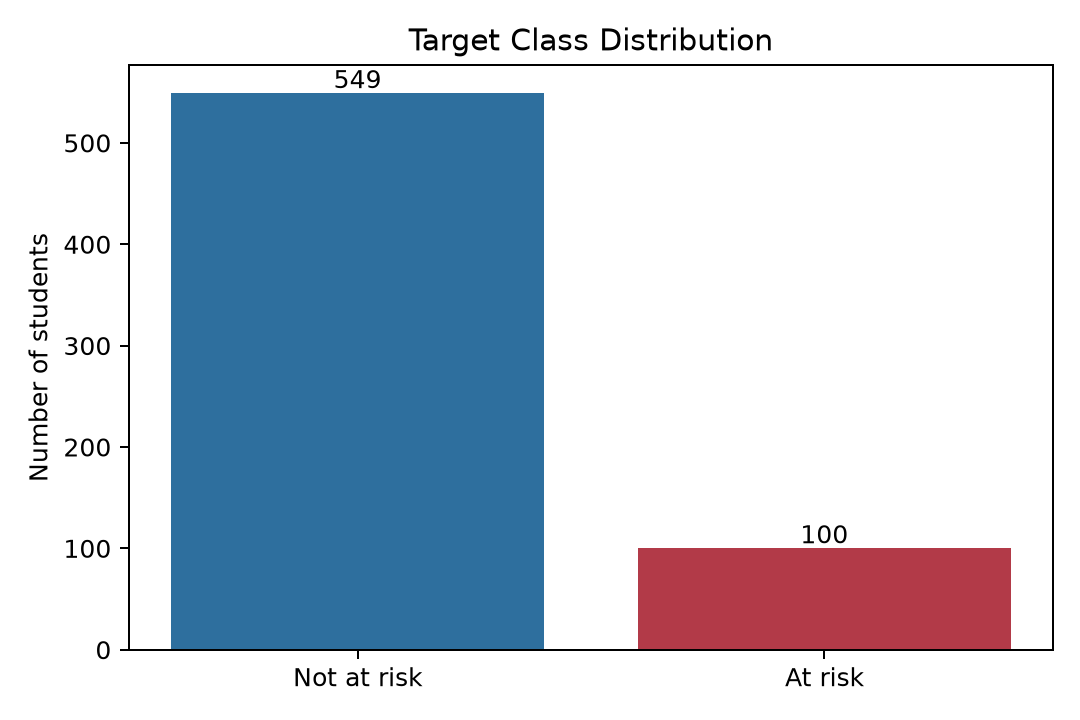 Target Class Distribution
549
500
400
300
200
100
0
100
Number of students
Not at risk
At risk